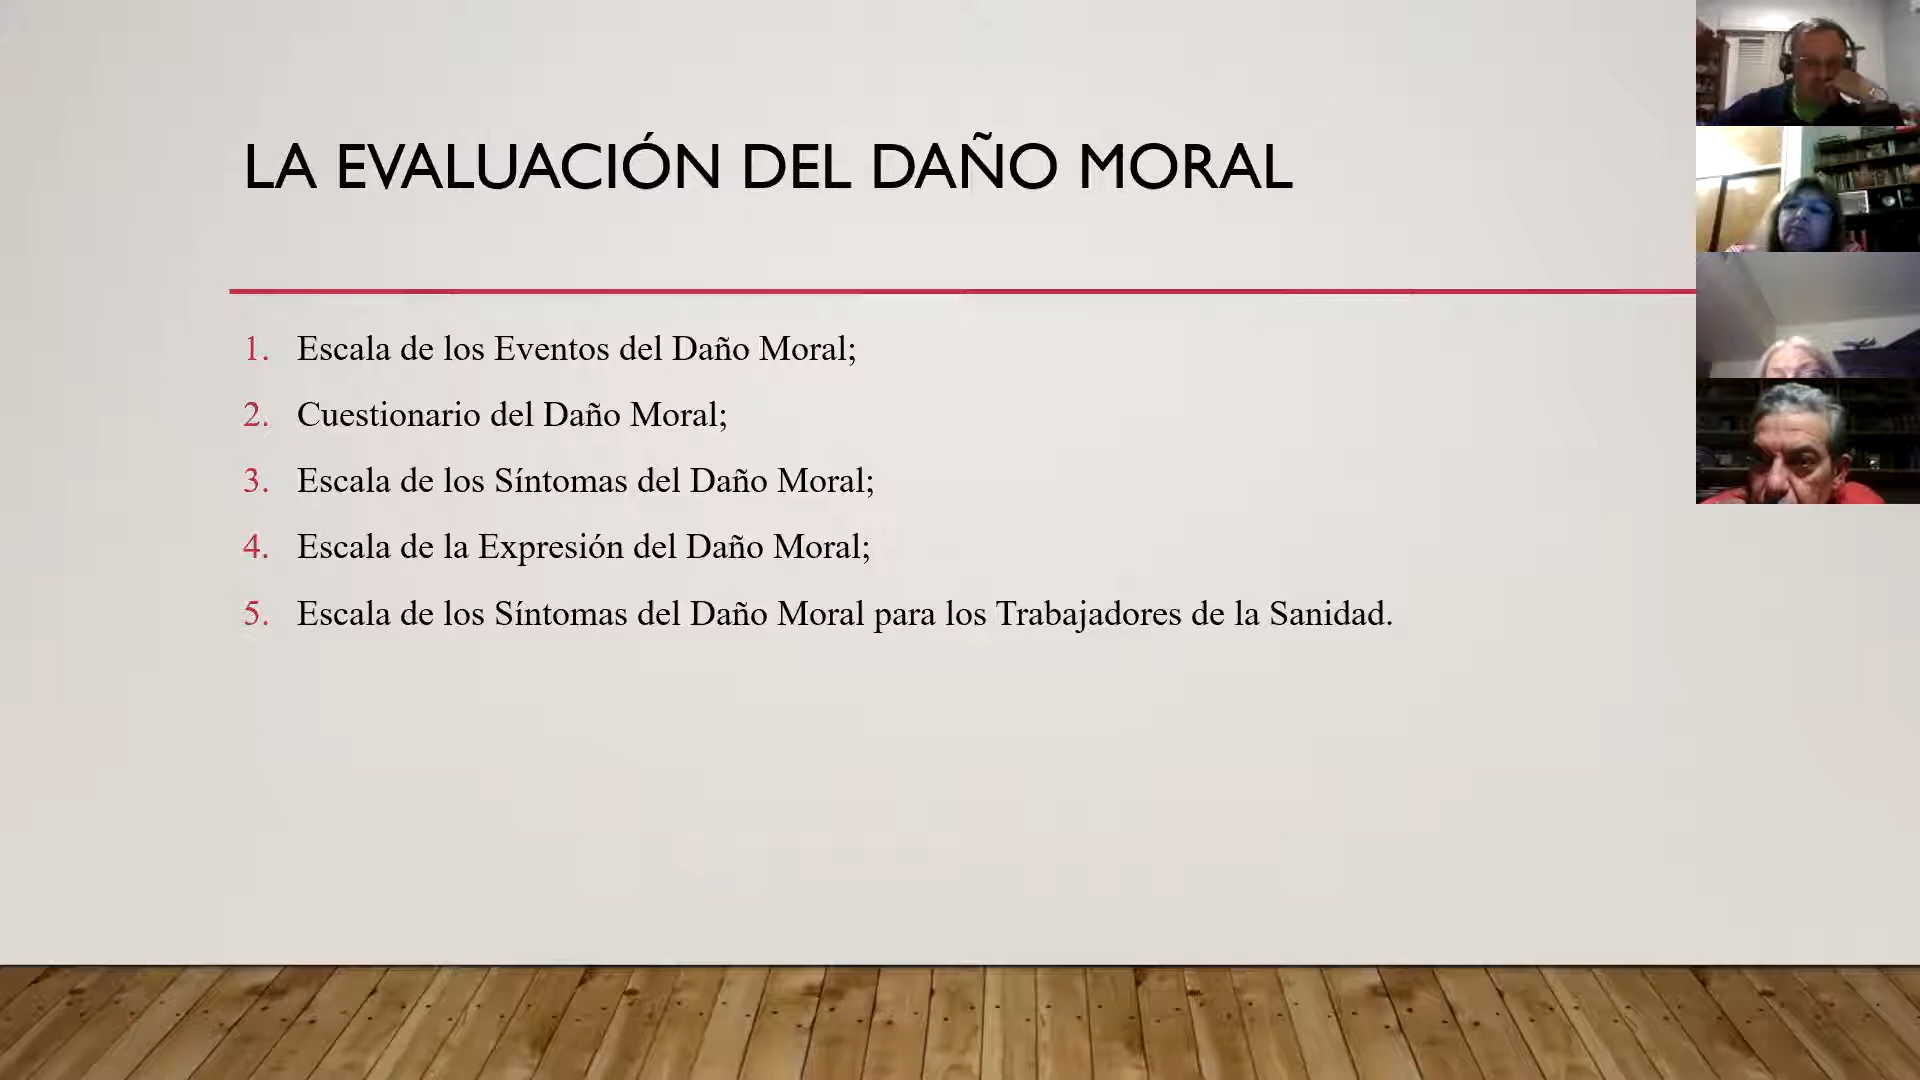 LA EVALUACIÓN DEL DAÑO MORAL
1. Escala de los Eventos del Daño Moral;
2. Cuestionario del Daño Moral;
3. Escala de los Síntomas del Daño Moral;
4. Escala de la Expresión del Daño Moral;
5. Escala de los Síntomas del Daño Moral para los Trabajadores de la Sanidad.